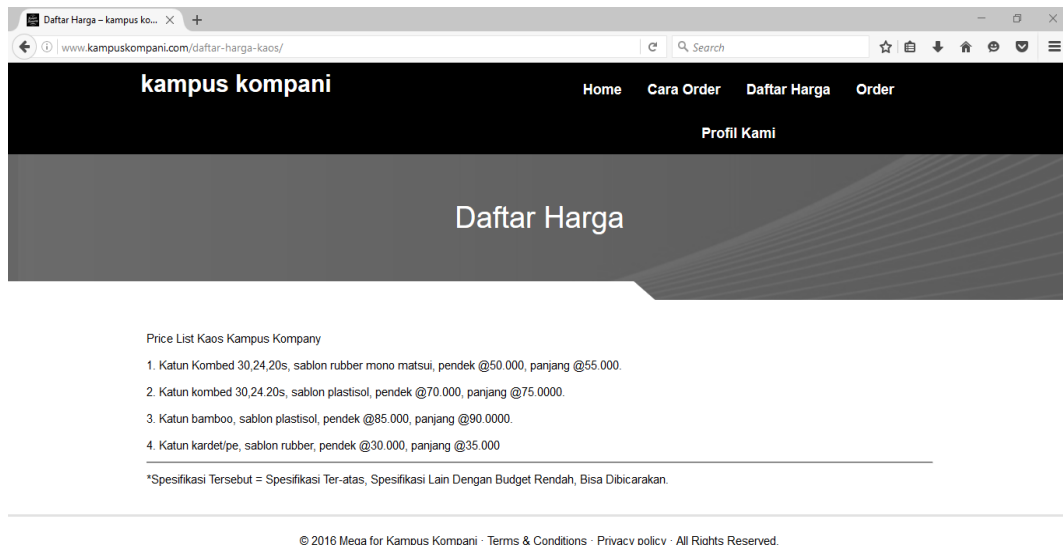 Daftar Harga – kampus ko...
www.kampuskompani.com/daftar-harga-kaos/
Search
kampus kompani
Home Cara Order Daftar Harga Order
Profil Kami
Daftar Harga
Price List Kaos Kampus Kompany
1. Katun Kombed 30,24,20s, sablon rubber mono matsui, pendek @50.000, panjang @55.000.
2. Katun kombed 30,24.20s, sablon plastisol, pendek @70.000, panjang @75.0000.
3. Katun bamboo, sablon plastisol, pendek @85.000, panjang @90.0000.
4. Katun kardet/pe, sablon rubber, pendek @30.000, panjang @35.000
*Spesifikasi Tersebut = Spesifikasi Ter-atas, Spesifikasi Lain Dengan Budget Rendah, Bisa Dibicarakan.
© 2016 Mega for Kampus Kompani · Terms & Conditions · Privacy policy · All Rights Reserved.